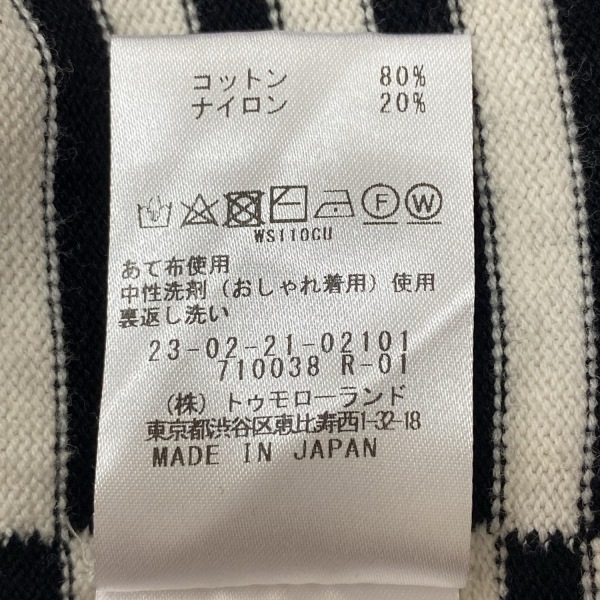 コットン 80%
ナイロン 20%
F W
WS110CU
あて布使用
中性洗剤（おしゃれ着用）使用
裏返し洗い
23-02-21-02101
710038 R-01
（株）トゥモローランド
東京都渋谷区恵比寿西1-32-18
MADE IN JAPAN